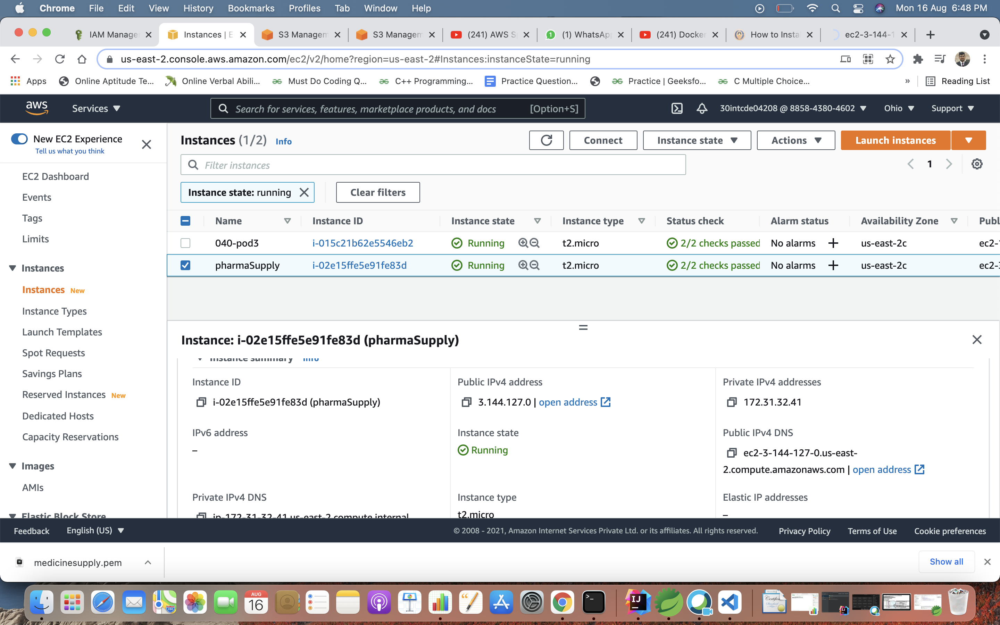 Chrome File Edit View History Bookmarks Profiles Tab Window Help Mon 16 Aug 6:48 PM
IAM Manage Instances | E S3 Managem S3 Managem (241) AWS S (1) WhatsAp (241) Docker How to Insta ec2-3-144-1
us-east-2.console.aws.amazon.com/ec2/v2/home?region=us-east-2#Instances:instanceState=running
Apps Online Aptitude Te... Online Verbal Abili... Must Do Coding Q... C++ Programming... Practice Question... Practice | Geeksfo... C Multiple Choice... » Reading List
aws Services Search for services, features, marketplace products, and docs [Option+S] 30intcde04208 @ 8858-4380-4602 Ohio Support
New EC2 Experience
Tell us what you think
EC2 Dashboard
Events
Tags
Limits
Instances
Instances New
Instance Types
Launch Templates
Spot Requests
Savings Plans
Reserved Instances New
Dedicated Hosts
Capacity Reservations
Images
AMIs
Elastic Block Store
Instances (1/2) Info Connect Instance state Actions Launch instances
Filter instances 1
Instance state: running Clear filters
Name Instance ID Instance state Instance type Status check Alarm status Availability Zone Publ
040-pod3 i-015c21b62e5546eb2 Running t2.micro 2/2 checks passed No alarms + us-east-2c ec2-
pharmaSupply i-02e15ffe5e91fe83d Running t2.micro 2/2 checks passed No alarms + us-east-2c ec2-3
Instance: i-02e15ffe5e91fe83d (pharmaSupply)
Instance summary Info
Instance ID
i-02e15ffe5e91fe83d (pharmaSupply)
Public IPv4 address
3.144.127.0 | open address
Private IPv4 addresses
172.31.32.41
IPv6 address
–
Instance state
Running
Public IPv4 DNS
ec2-3-144-127-0.us-east-
2.compute.amazonaws.com | open address
Private IPv4 DNS
ip-172-31-32-41.us-east-2.compute.internal
Instance type
t2.micro
Elastic IP addresses
–
Feedback English (US) © 2008 - 2021, Amazon Internet Services Private Ltd. or its affiliates. All rights reserved. Privacy Policy Terms of Use Cookie preferences
medicinesupply.pem Show all
AUG
16
280
IJ